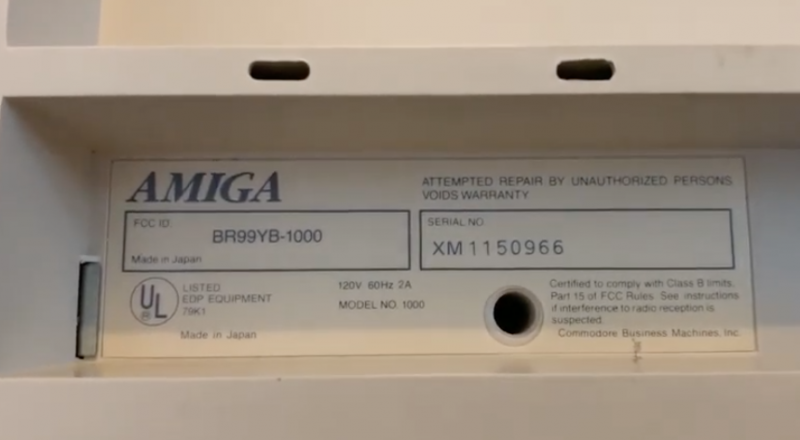 AMIGA
ATTEMPTED REPAIR BY UNAUTHORIZED PERSONS
VOIDS WARRANTY
FCC ID:
BR99YB-1000
Made in Japan
SERIAL NO
XM1150966
UL
LISTED
EDP EQUIPMENT
79K1
120V 60Hz 2A
MODEL NO. 1000
Made in Japan
Certified to comply with Class B limits,
Part 15 of FCC Rules. See instructions
if interference to radio reception is
suspected.
Commodore Business Machines, Inc.